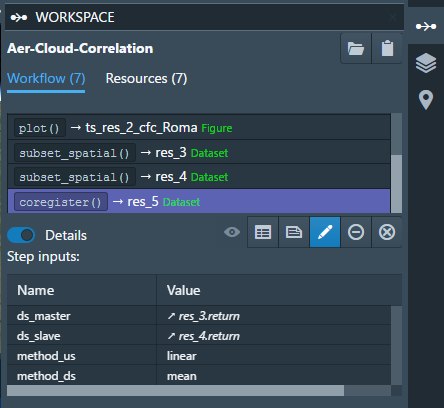 WORKSPACE
Aer-Cloud-Correlation
Workflow (7) Resources (7)
plot() → ts_res_2_cfc_Roma Figure
subset_spatial() → res_3 Dataset
subset_spatial() → res_4 Dataset
coregister() → res_5 Dataset
Details
Step inputs:
Name Value
ds_master ↗ res_3.return
ds_slave ↗ res_4.return
method_us linear
method_ds mean